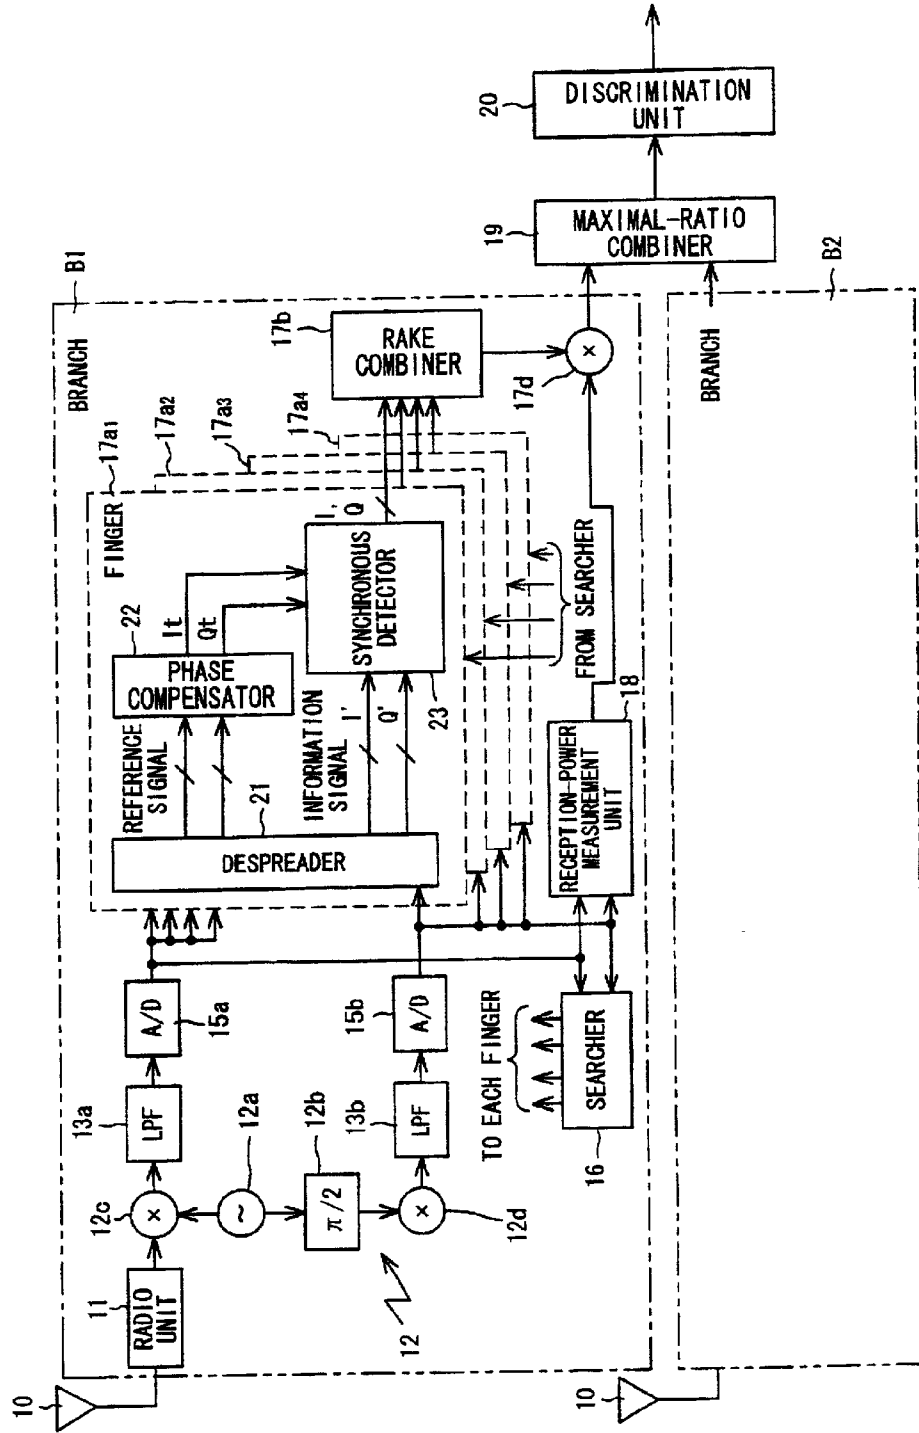 10
RADIO
UNIT
11
12c
×
12a
~
π/2
12b
×
12d
12
13a
LPF
13b
LPF
A/D
15a
15b
A/D
TO EACH FINGER
SEARCHER
16
BRANCH
B1
FINGER
17a1
17a2
17a3
17a4
DESPREADER
21
REFERENCE
SIGNAL
INFORMATION
SIGNAL
I'
Q'
22
PHASE
COMPENSATOR
It
Qt
SYNCHRONOUS
DETECTOR
23
I,
Q
FROM SEARCHER
RECEPTION-POWER
MEASUREMENT
UNIT
18
17b
RAKE
COMBINER
×
17d
19
MAXIMAL-RATIO
COMBINER
20
DISCRIMINATION
UNIT
10
BRANCH
B2